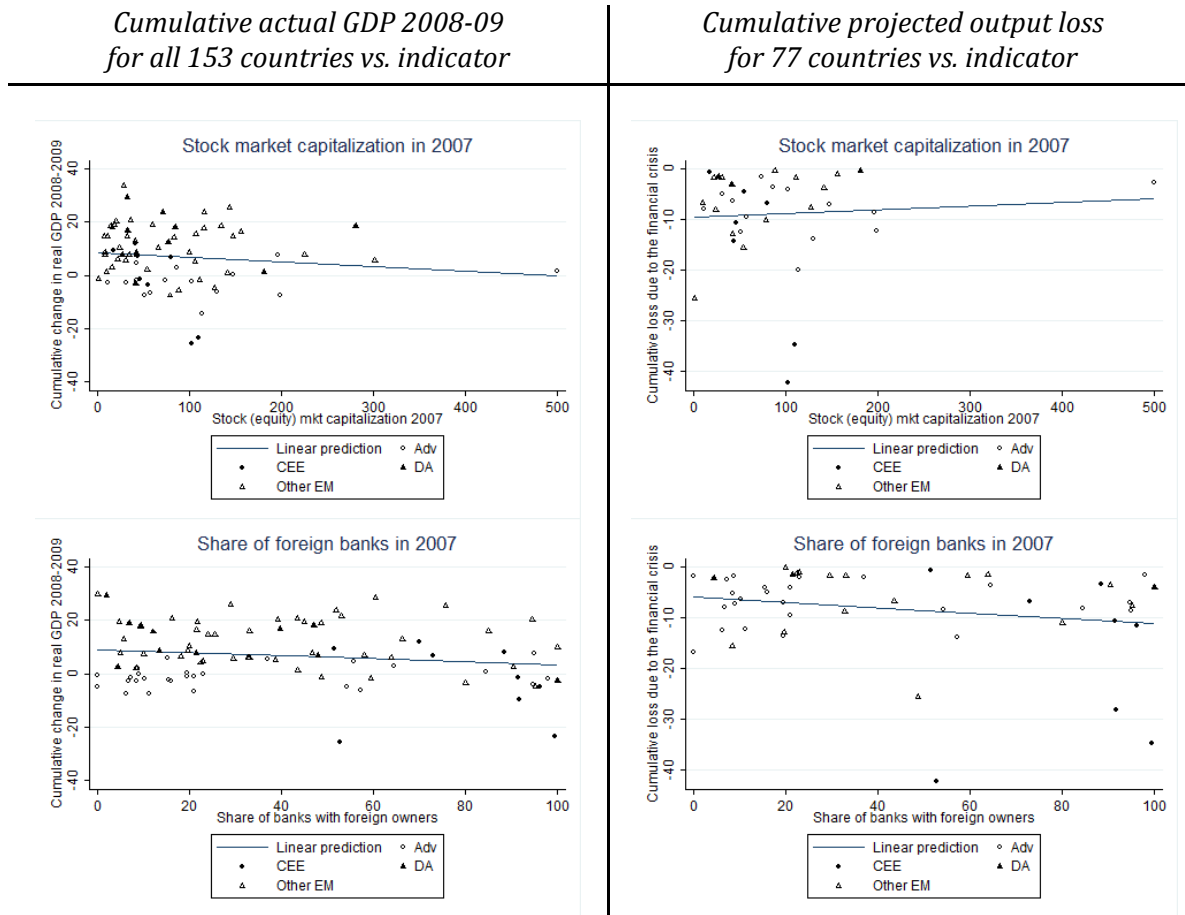 Cumulative actual GDP 2008-09
for all 153 countries vs. indicator
Cumulative projected output loss
for 77 countries vs. indicator
Stock market capitalization in 2007
Cumulative change in real GDP 2008-2009
40
20
0
-20
-40
0 100 200 300 400 500
Stock (equity) mkt capitalization 2007
Linear prediction Adv
CEE DA
Other EM
Stock market capitalization in 2007
Cumulative loss due to the financial crisis
0
-10
-20
-30
-40
0 100 200 300 400 500
Stock (equity) mkt capitalization 2007
Linear prediction Adv
CEE DA
Other EM
Share of foreign banks in 2007
Cumulative change in real GDP 2008-2009
40
20
0
-20
-40
0 20 40 60 80 100
Share of banks with foreign owners
Linear prediction Adv
CEE DA
Other EM
Share of foreign banks in 2007
Cumulative loss due to the financial crisis
0
-10
-20
-30
-40
0 20 40 60 80 100
Share of banks with foreign owners
Linear prediction Adv
CEE DA
Other EM